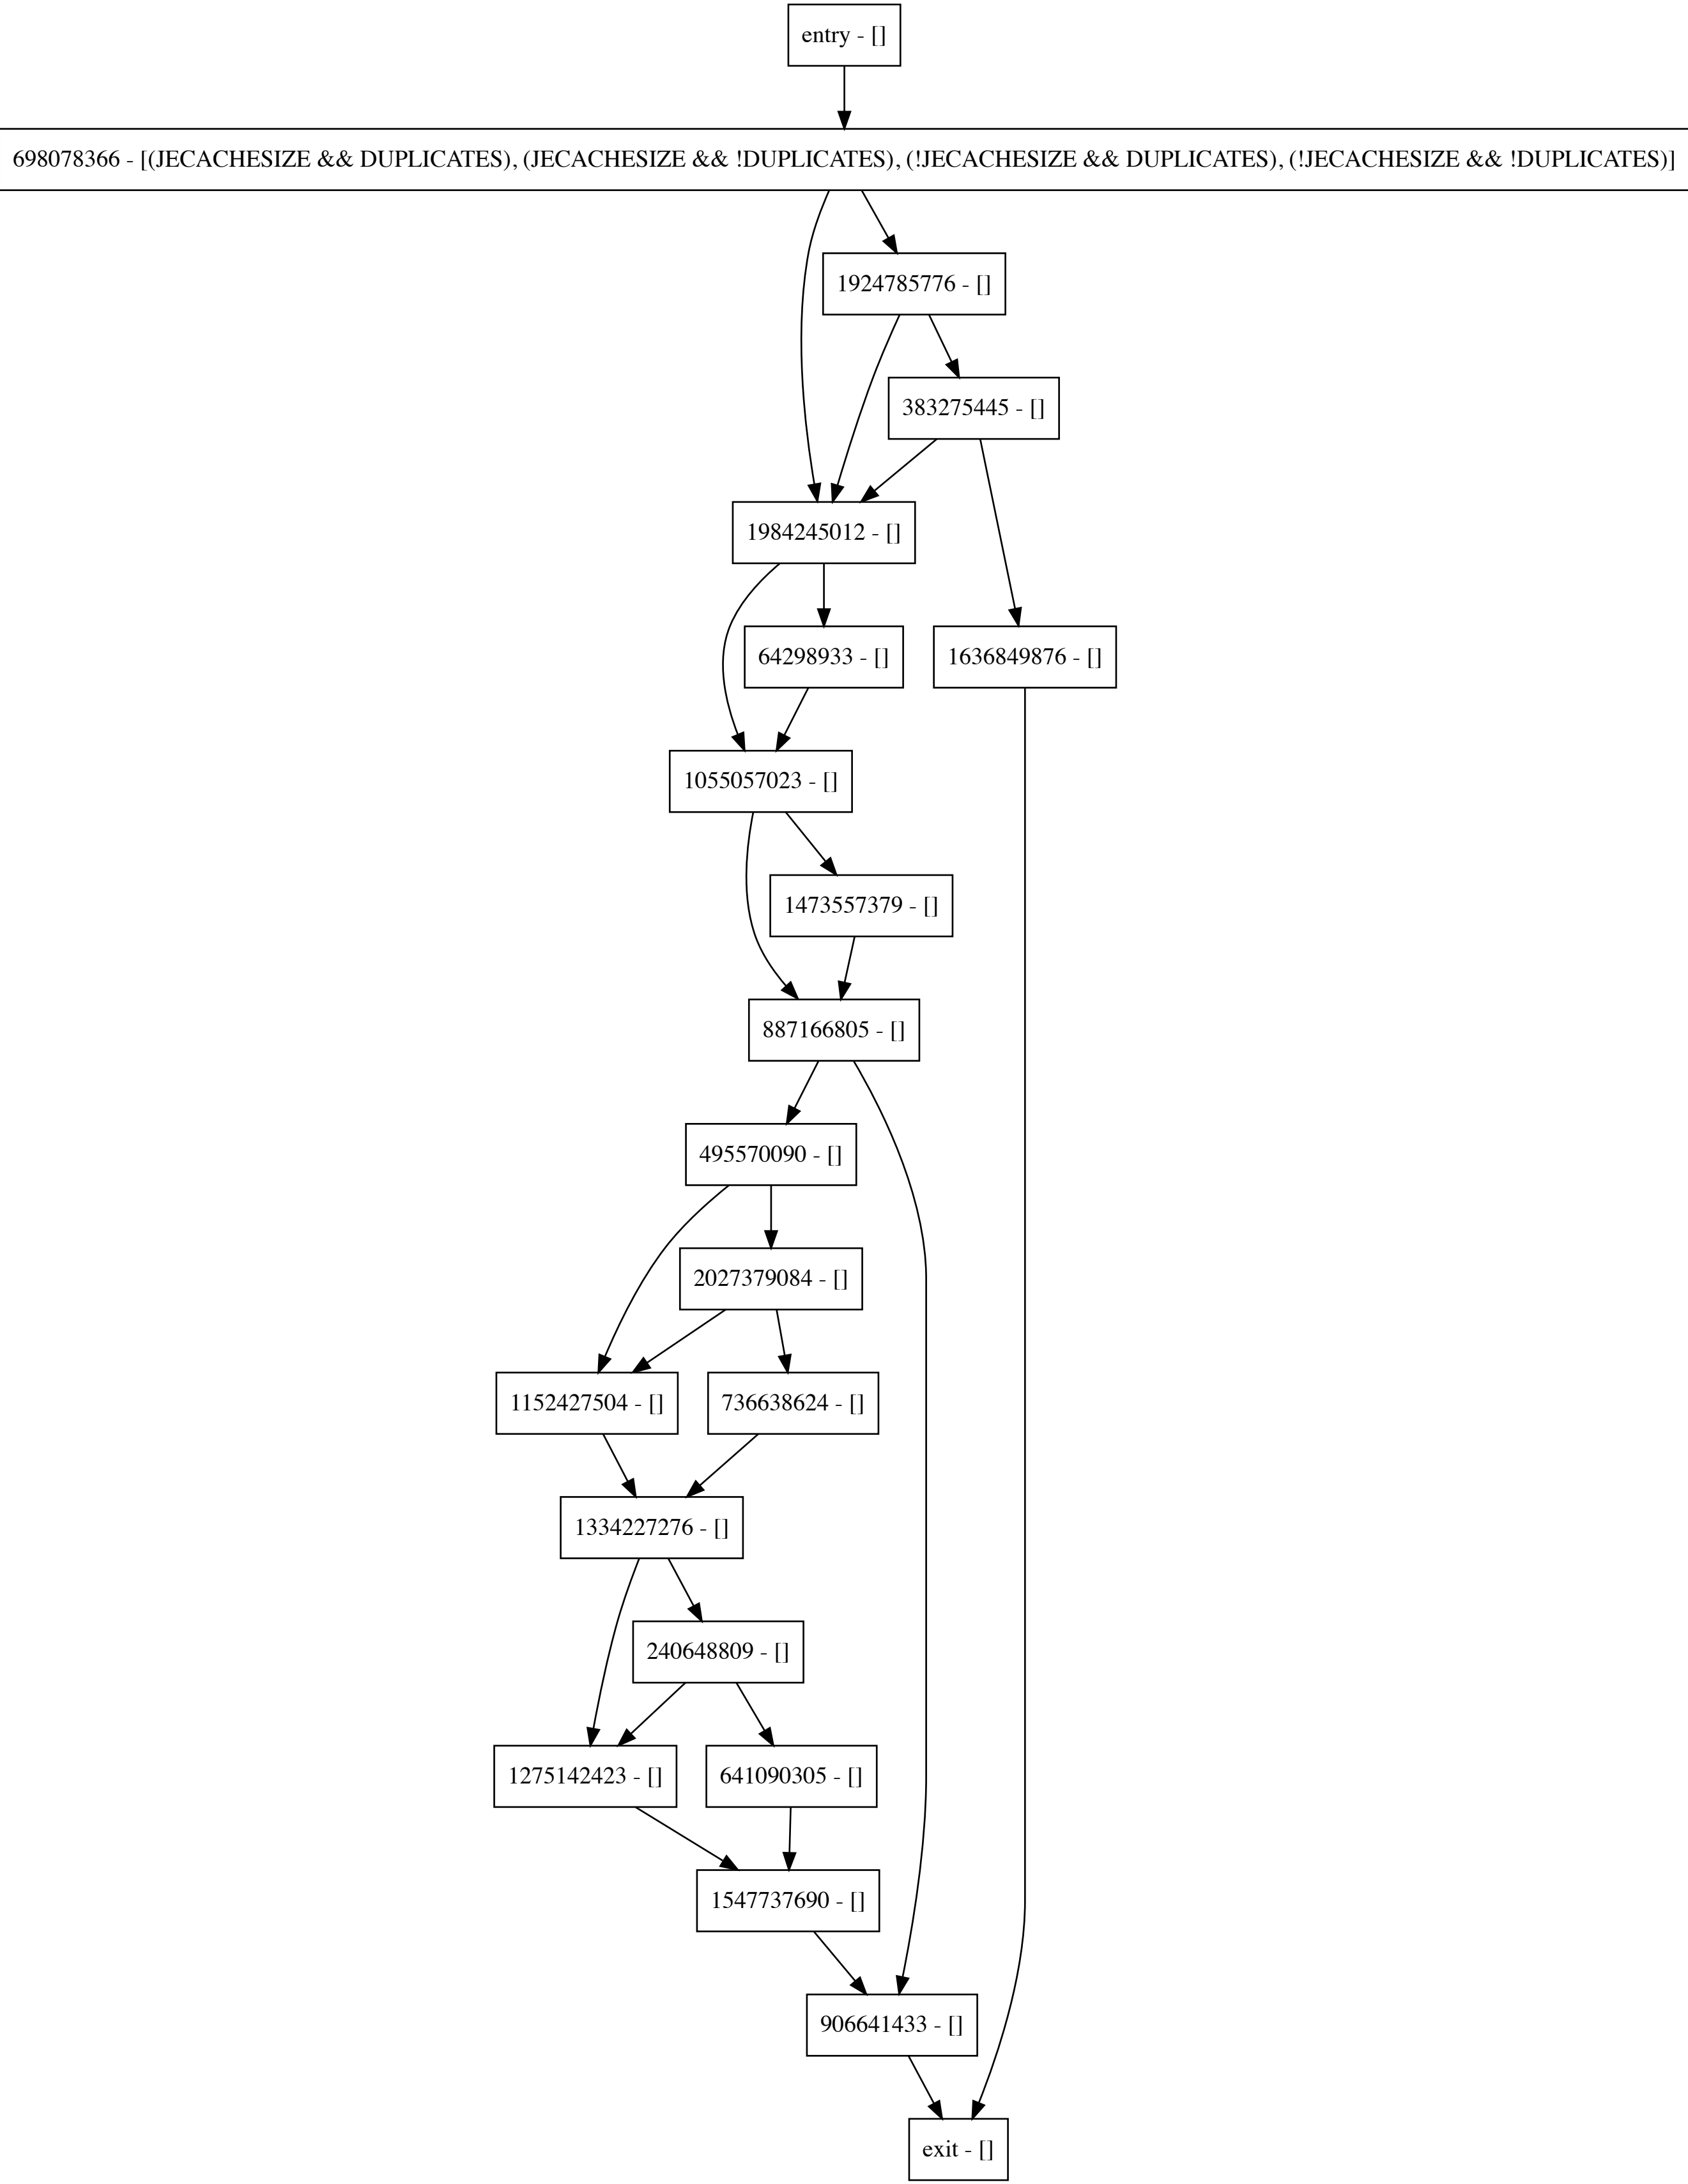 entry - []
698078366 - [(JECACHESIZE && DUPLICATES), (JECACHESIZE && !DUPLICATES), (!JECACHESIZE && DUPLICATES), (!JECACHESIZE && !DUPLICATES)]
1924785776 - []
383275445 - []
1984245012 - []
64298933 - []
1636849876 - []
1055057023 - []
1473557379 - []
887166805 - []
495570090 - []
2027379084 - []
1152427504 - []
736638624 - []
1334227276 - []
240648809 - []
1275142423 - []
641090305 - []
1547737690 - []
906641433 - []
exit - []